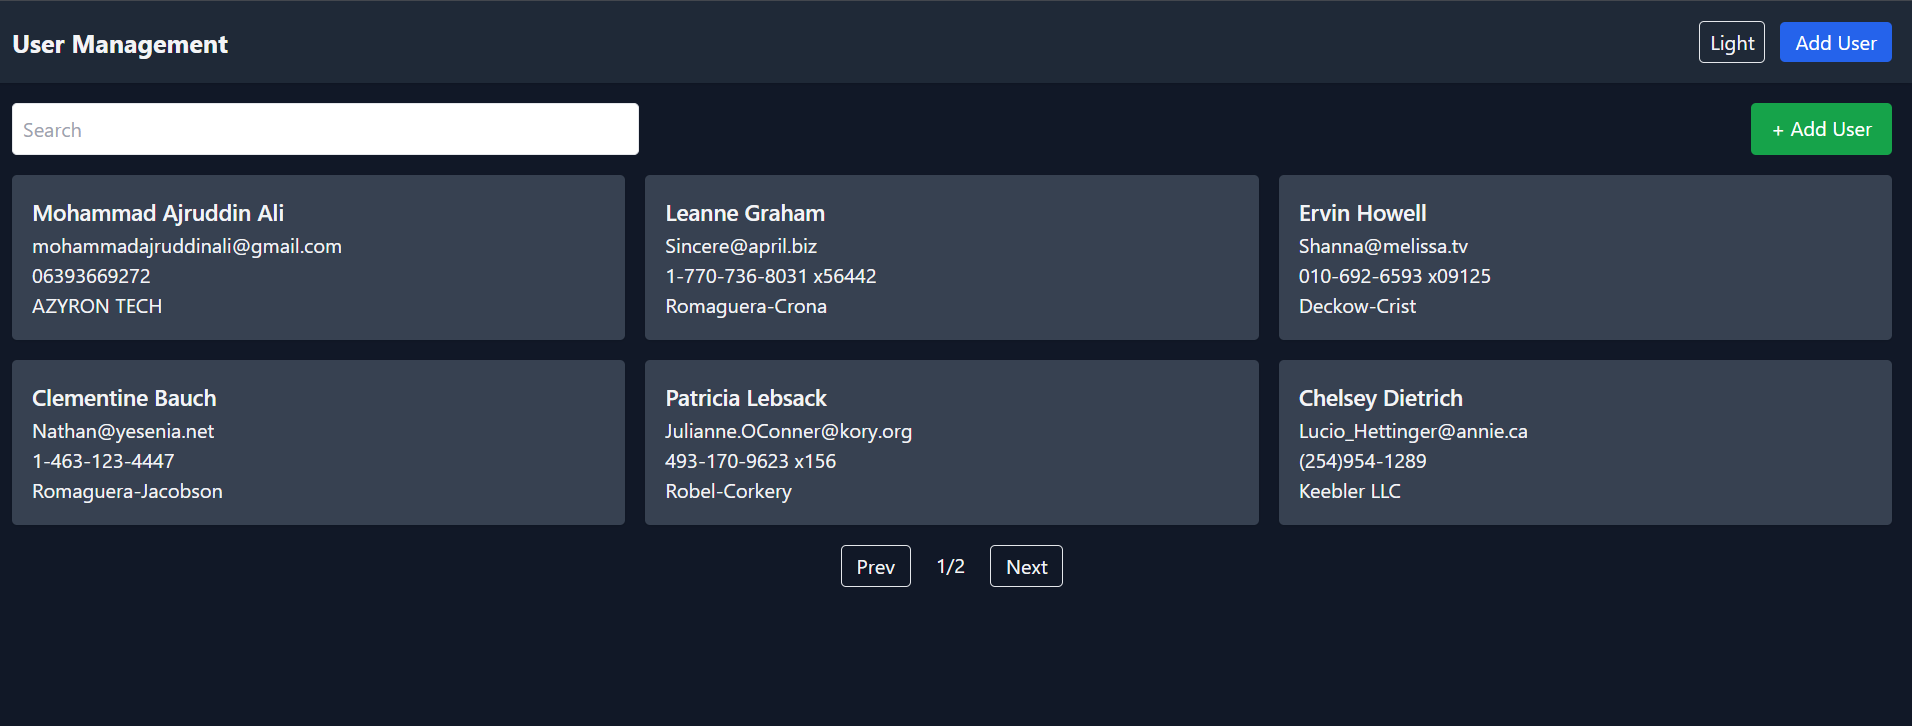 User Management
Light
Add User
Search
+ Add User
Mohammad Ajruddin Ali
mohammadajruddinali@gmail.com
06393669272
AZYRON TECH
Leanne Graham
Sincere@april.biz
1-770-736-8031 x56442
Romaguera-Crona
Ervin Howell
Shanna@melissa.tv
010-692-6593 x09125
Deckow-Crist
Clementine Bauch
Nathan@yesenia.net
1-463-123-4447
Romaguera-Jacobson
Patricia Lebsack
Julianne.OConner@kory.org
493-170-9623 x156
Robel-Corkery
Chelsey Dietrich
Lucio_Hettinger@annie.ca
(254)954-1289
Keebler LLC
Prev
1/2
Next